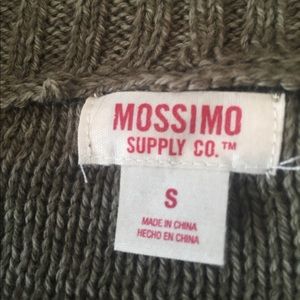 MOSSIMO
SUPPLY CO.™
S
MADE IN CHINA
HECHO EN CHINA